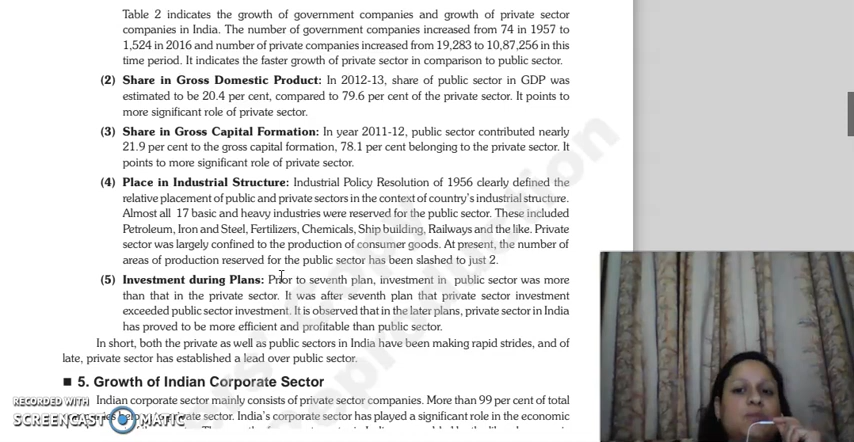 Table 2 indicates the growth of government companies and growth of private sector
companies in India. The number of government companies increased from 74 in 1957 to
1,524 in 2016 and number of private companies increased from 19,283 to 10,87,256 in this
time period. It indicates the faster growth of private sector in comparison to public sector.
(2) Share in Gross Domestic Product: In 2012-13, share of public sector in GDP was
estimated to be 20.4 per cent, compared to 79.6 per cent of the private sector. It points to
more significant role of private sector.
(3) Share in Gross Capital Formation: In year 2011-12, public sector contributed nearly
21.9 per cent to the gross capital formation, 78.1 per cent belonging to the private sector. It
points to more significant role of private sector.
(4) Place in Industrial Structure: Industrial Policy Resolution of 1956 clearly defined the
relative placement of public and private sectors in the context of country's industrial structure.
Almost all 17 basic and heavy industries were reserved for the public sector. These included
Petroleum, Iron and Steel, Fertilizers, Chemicals, Ship building, Railways and the like. Private
sector was largely confined to the production of consumer goods. At present, the number of
areas of production reserved for the public sector has been slashed to just 2.
(5) Investment during Plans: Prior to seventh plan, investment in public sector was more
than that in the private sector. It was after seventh plan that private sector investment
exceeded public sector investment. It is observed that in the later plans, private sector in India
has proved to be more efficient and profitable than public sector.
In short, both the private as well as public sectors in India have been making rapid strides, and of
late, private sector has established a lead over public sector.
■ 5. Growth of Indian Corporate Sector
Indian corporate sector mainly consists of private sector companies. More than 99 per cent of total
sector. India's corporate sector has played a significant role in the economic
RECORDED WITH
SCREENCAST MATIC